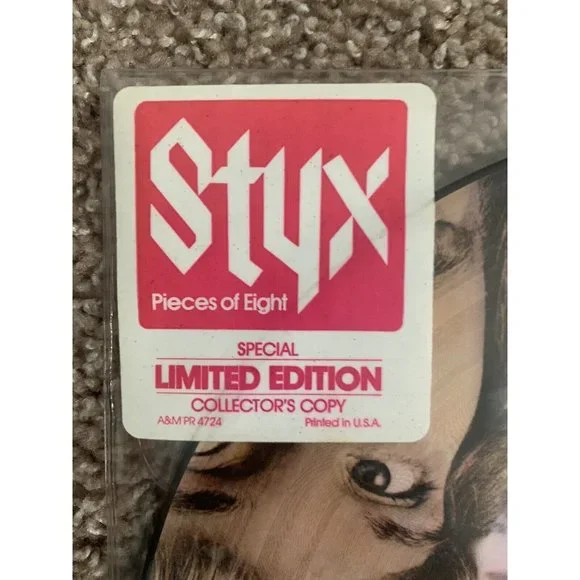 Styx
Pieces of Eight
SPECIAL
LIMITED EDITION
COLLECTOR'S COPY
A&M PR 4724 Printed in U.S.A.